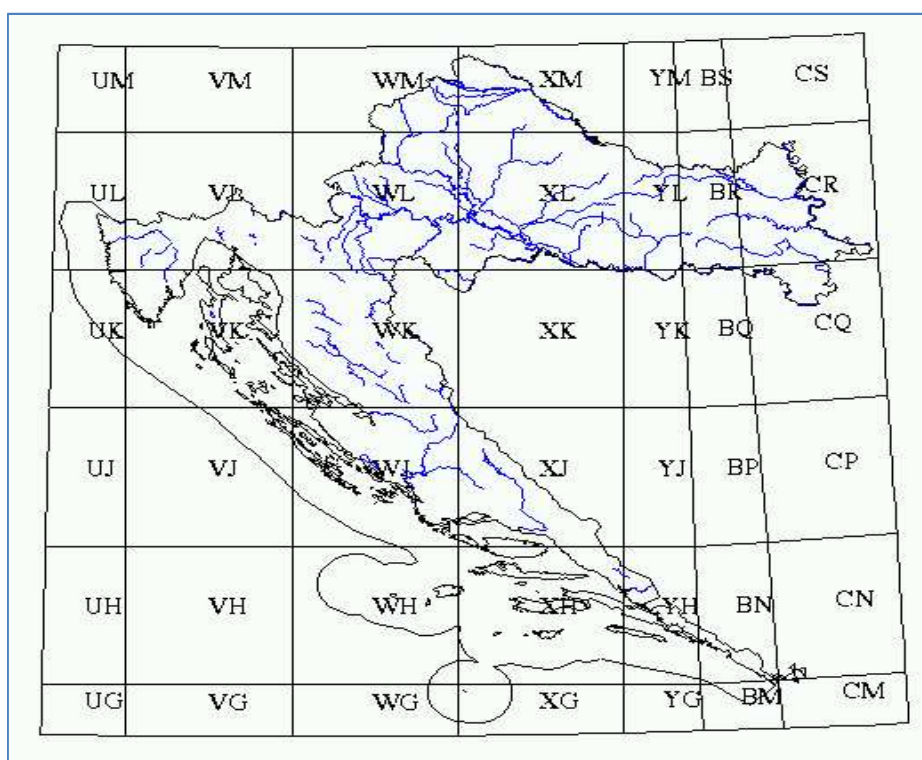 UM VM WM XM YM BS CS
UL VL WL XL YL BR CR
UK VK WK XK YK BQ CQ
UJ VJ WJ XJ YJ BP CP
UH VH WH XH YH BN CN
UG VG WG XG YG BM CM